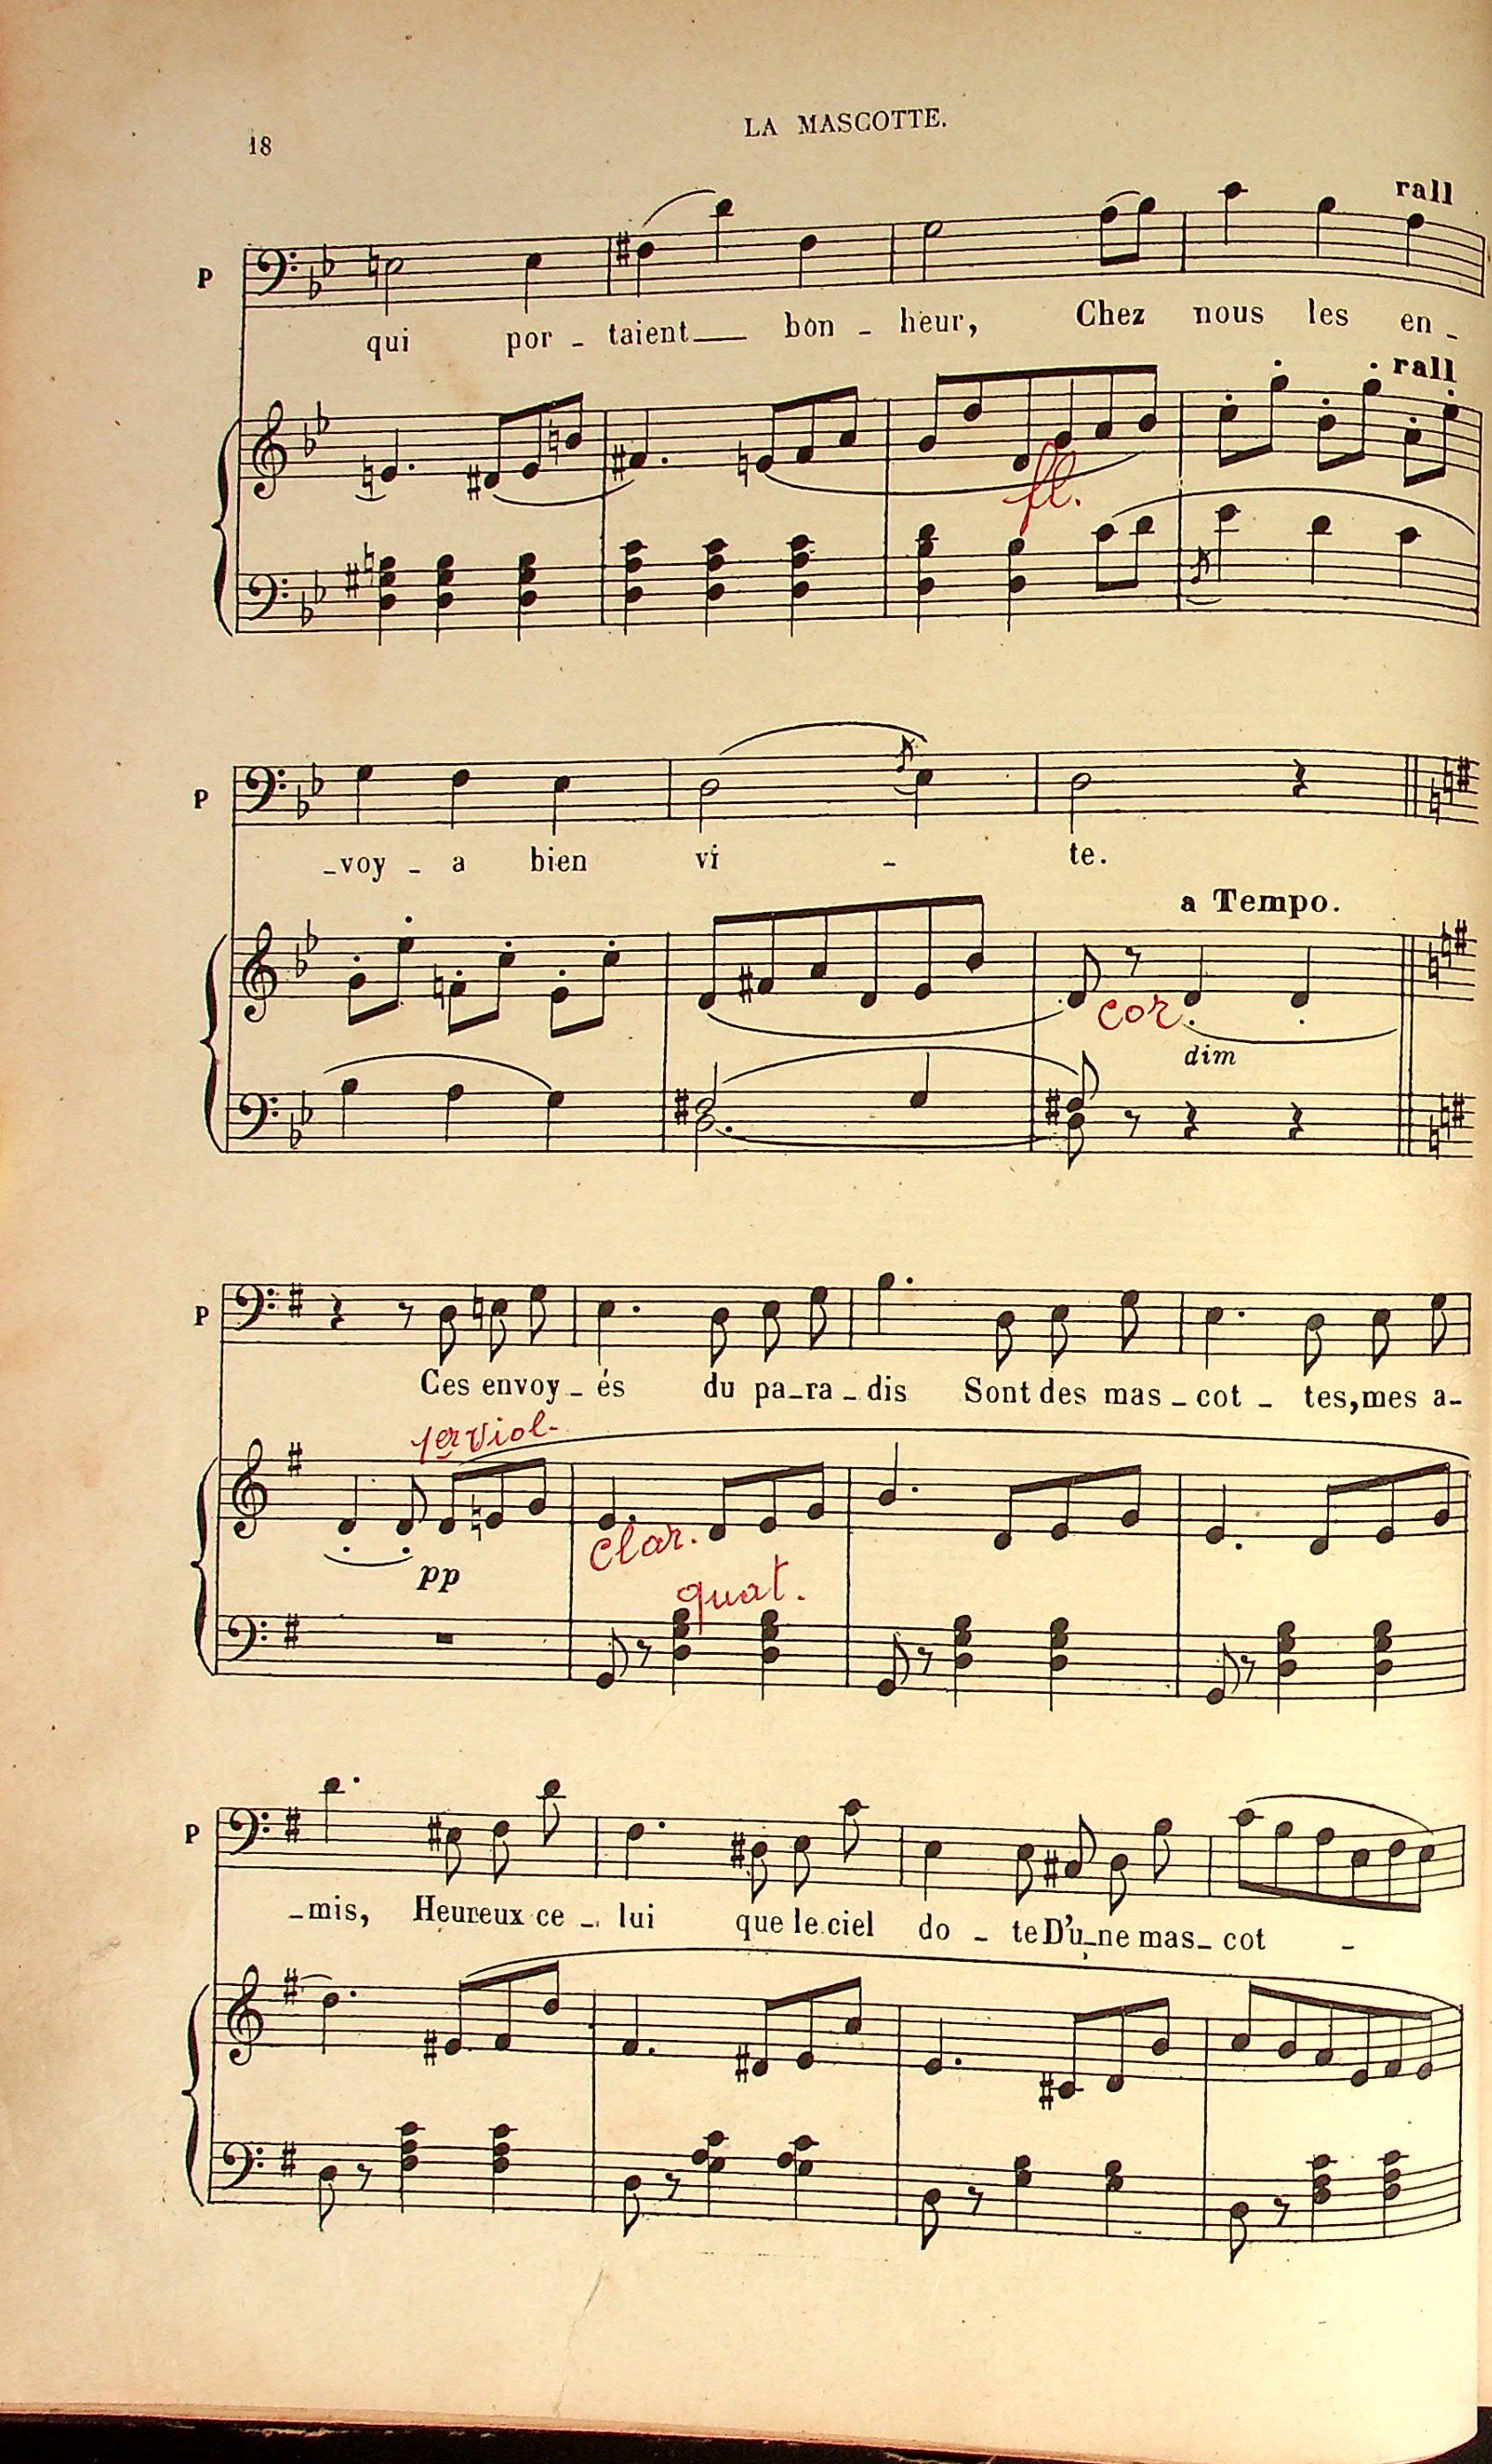 18
LA MASCOTTE.
rall
P
qui por - taient bon - heur, Chez nous les en -
rall
fl.
P
-voy - a bien vi - te.
a Tempo.
cor.
dim
P
Ces envoy - és du pa-ra - dis Sont des mas - cot - tes, mes a-
1er viol.
pp
clar.
quat.
P
-mis, Heureux ce - lui que le ciel do - te D'u-ne mas- cot -